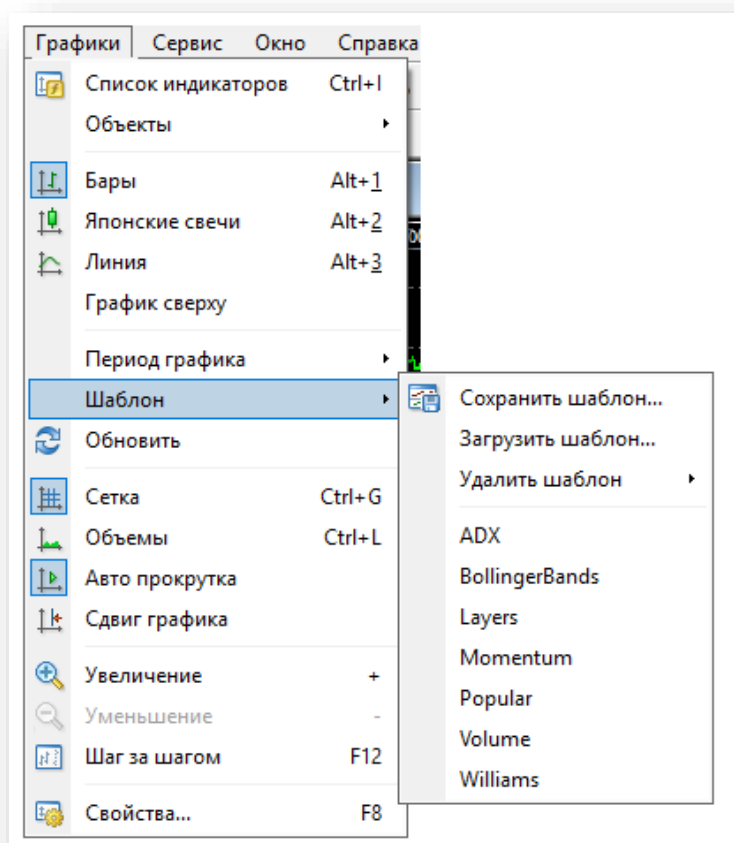 Графики Сервис Окно Справка
Список индикаторов Ctrl+I
Объекты
Бары Alt+1
Японские свечи Alt+2
Линия Alt+3
График сверху
Период графика
Шаблон
Обновить
Сетка Ctrl+G
Объемы Ctrl+L
Авто прокрутка
Сдвиг графика
Увеличение +
Уменьшение -
Шаг за шагом F12
Свойства... F8
Сохранить шаблон...
Загрузить шаблон...
Удалить шаблон
ADX
BollingerBands
Layers
Momentum
Popular
Volume
Williams